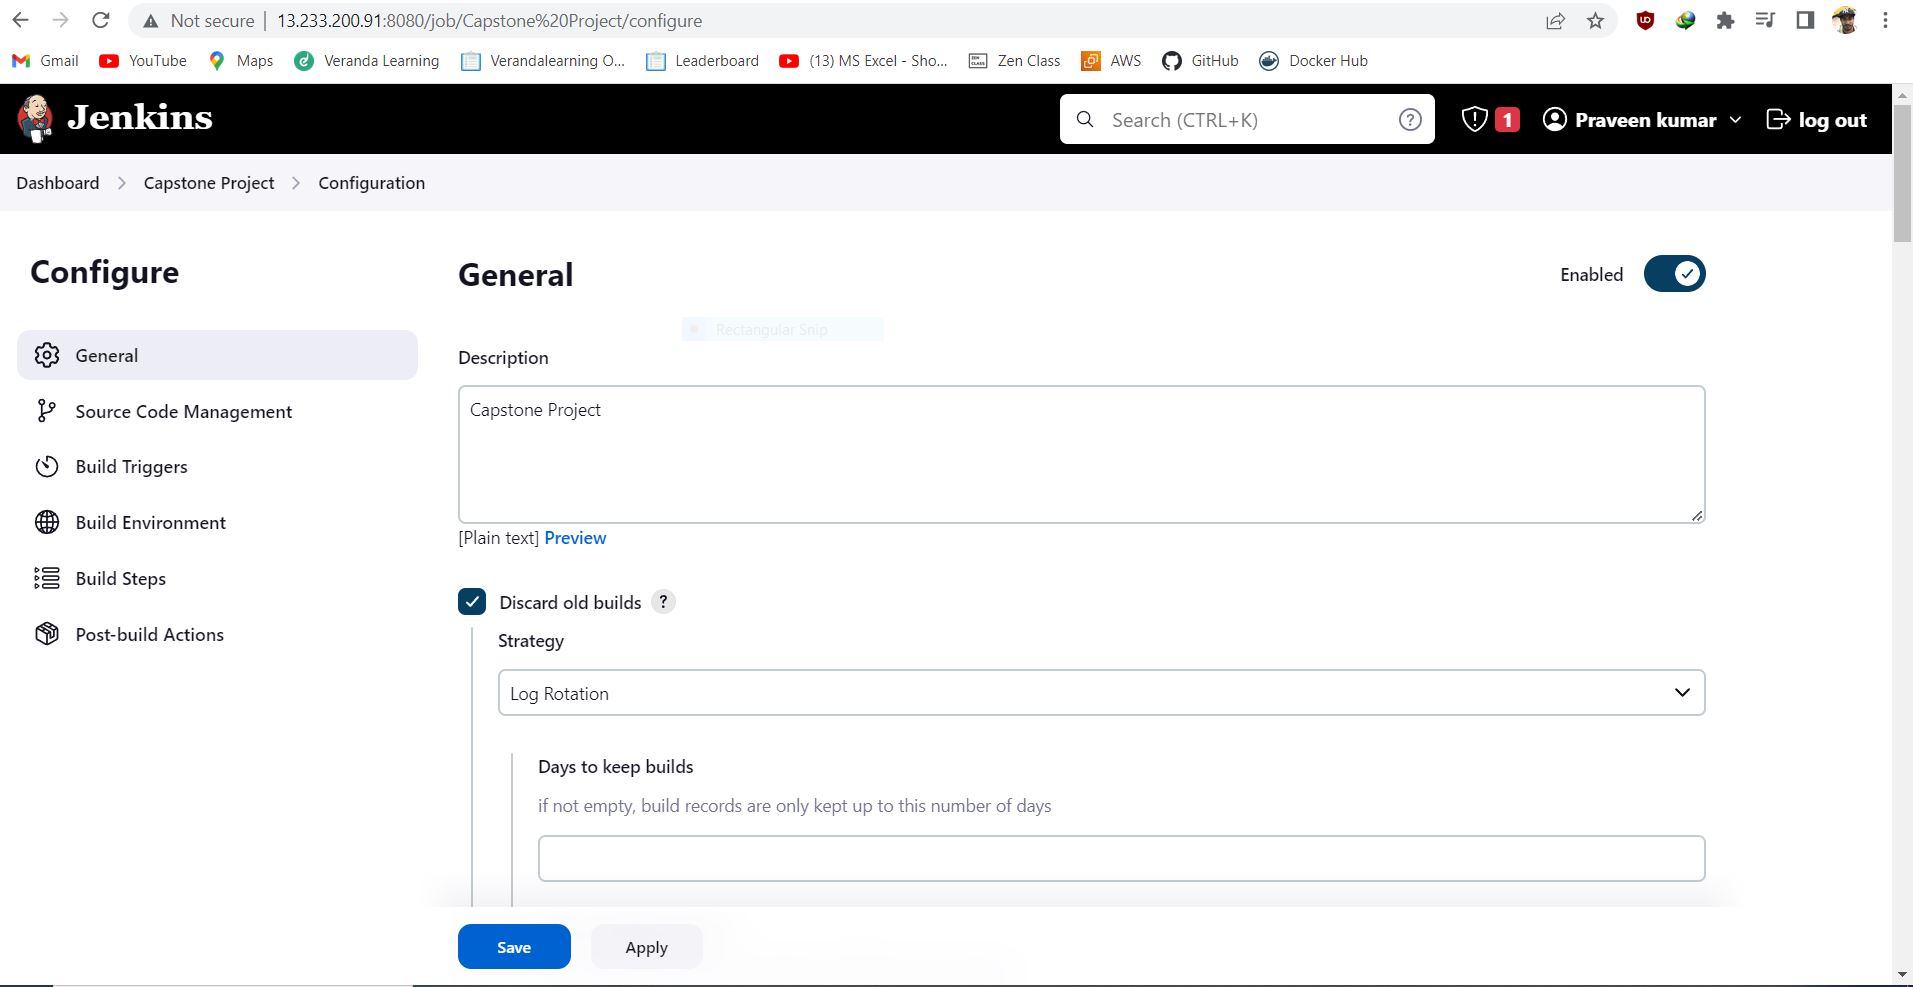 Not secure | 13.233.200.91:8080/job/Capstone%20Project/configure
Gmail YouTube Maps Veranda Learning Verandalearning O... Leaderboard (13) MS Excel - Sho... Zen Class AWS GitHub Docker Hub
Jenkins Search (CTRL+K) ? 1 Praveen kumar log out
Dashboard Capstone Project Configuration
Configure
General
Source Code Management
Build Triggers
Build Environment
Build Steps
Post-build Actions
General Enabled
Rectangular Snip
Description
Capstone Project
[Plain text] Preview
Discard old builds ?
Strategy
Log Rotation
Days to keep builds
if not empty, build records are only kept up to this number of days
Save Apply